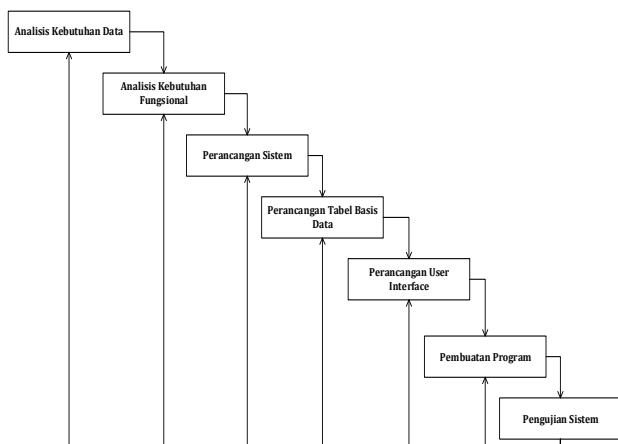 Analisis Kebutuhan Data
Analisis Kebutuhan
Fungsional
Perancangan Sistem
Perancangan Tabel Basis
Data
Perancangan User
Interface
Pembuatan Program
Pengujian Sistem